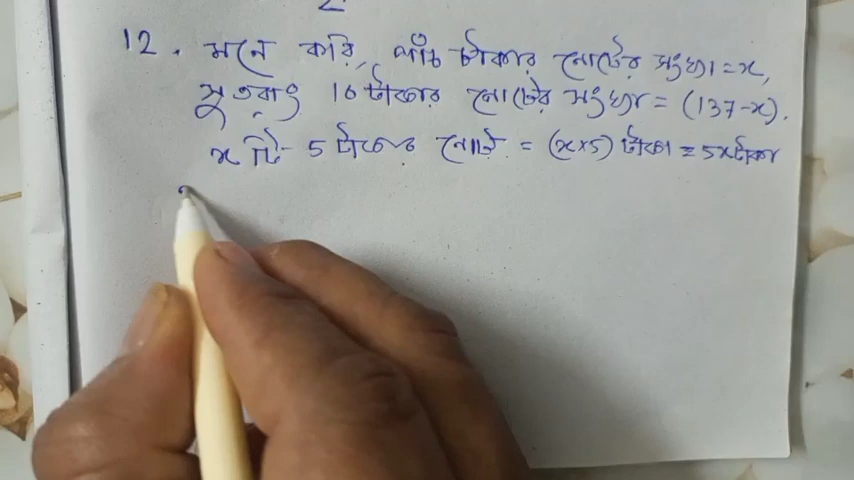 12. মনে করি, পাঁচ টাকার নোটের সংখ্যা = x,
সুতরাং 10 টাকার নোটের সংখ্যা = (137-x).
x টি 5 টাকার নোট = (x×5) টাকা = 5x টাকা